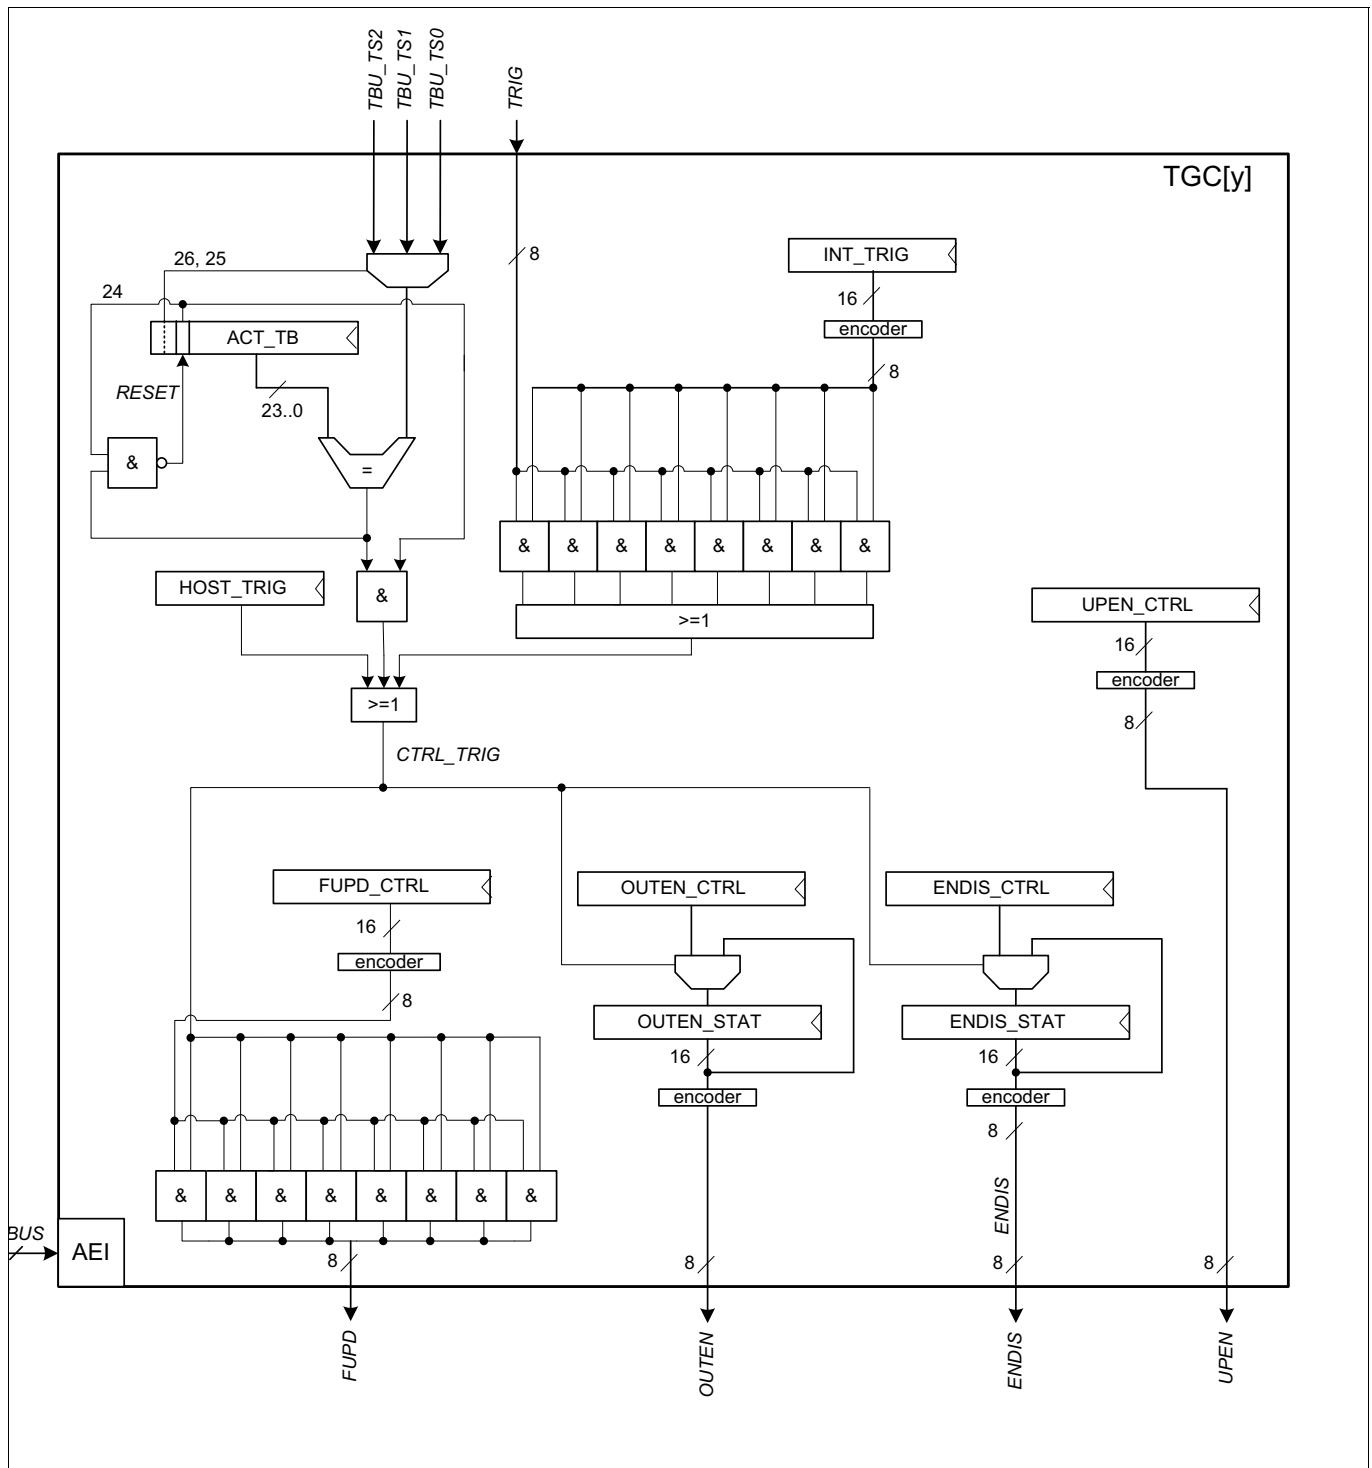 TBU_TS2
TBU_TS1
TBU_TS0
TRIG
TGC[y]
8
INT_TRIG
26, 25
16
24
encoder
ACT_TB
8
RESET
23..0
&
=
& & & & & & & &
HOST_TRIG
&
>=1
UPEN_CTRL
16
encoder
>=1
8
CTRL_TRIG
FUPD_CTRL
OUTEN_CTRL
ENDIS_CTRL
16
encoder
8
OUTEN_STAT
ENDIS_STAT
16
16
encoder
encoder
8
& & & & & & & &
ENDIS
BUS
AEI
8
8
8
8
FUPD
OUTEN
ENDIS
UPEN